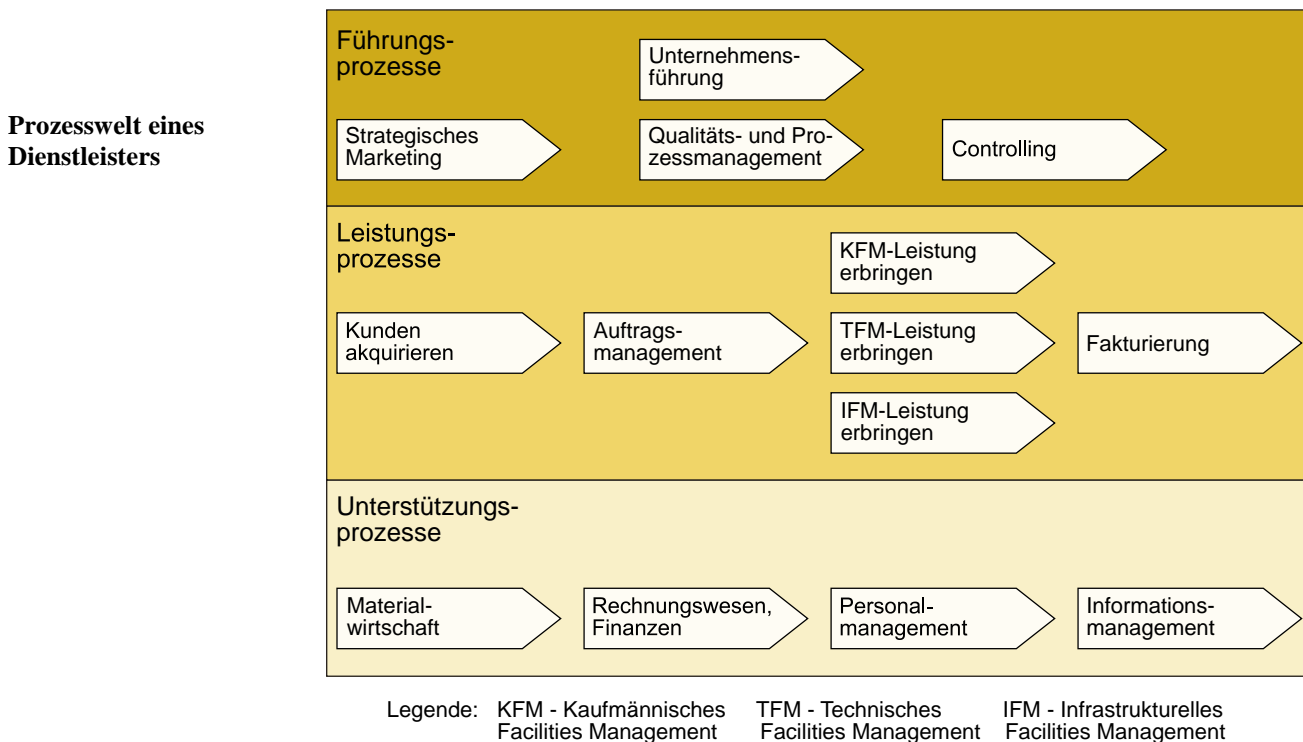 Prozesswelt eines
Dienstleisters
Führungs-
prozesse
Unternehmens-
führung
Strategisches
Marketing
Qualitäts- und Pro-
zessmanagement
Controlling
Leistungs-
prozesse
KFM-Leistung
erbringen
Kunden
akquirieren
Auftrags-
management
TFM-Leistung
erbringen
Fakturierung
IFM-Leistung
erbringen
Unterstützungs-
prozesse
Material-
wirtschaft
Rechnungswesen,
Finanzen
Personal-
management
Informations-
management
Legende: KFM - Kaufmännisches TFM - Technisches IFM - Infrastrukturelles
Facilities Management Facilities Management Facilities Management